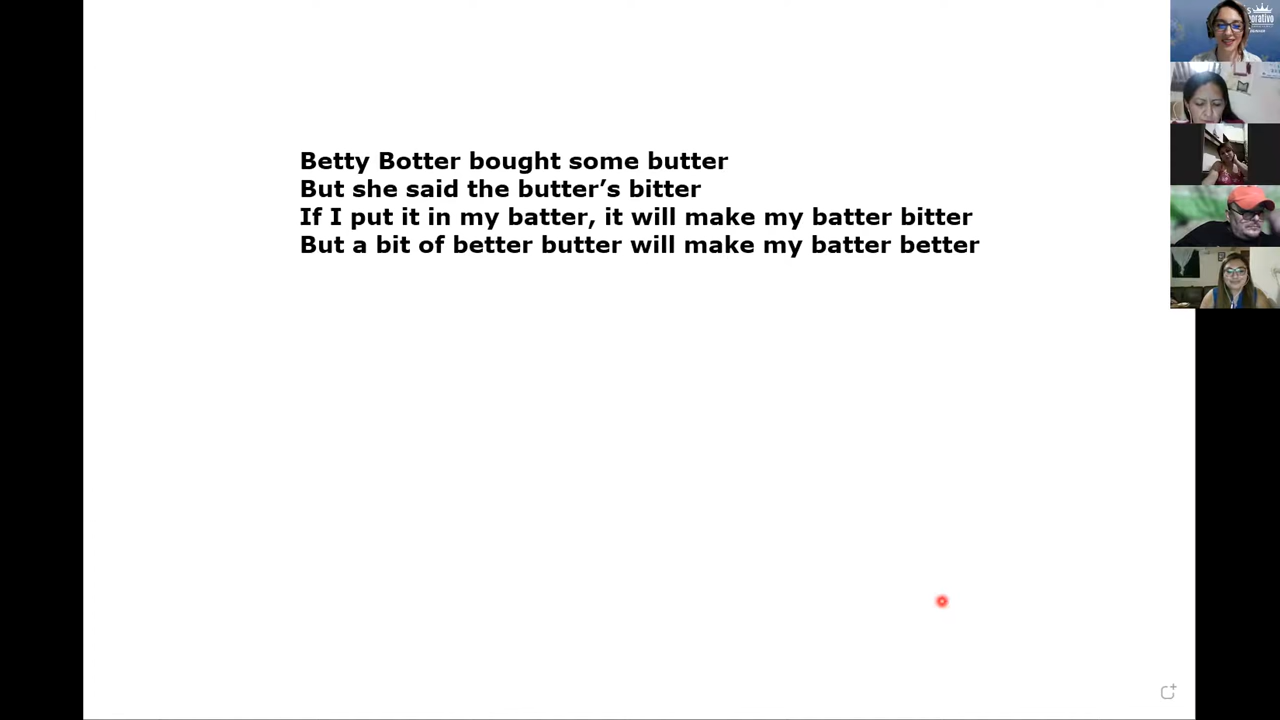 Betty Botter bought some butter
But she said the butter’s bitter
If I put it in my batter, it will make my batter bitter
But a bit of better butter will make my batter better